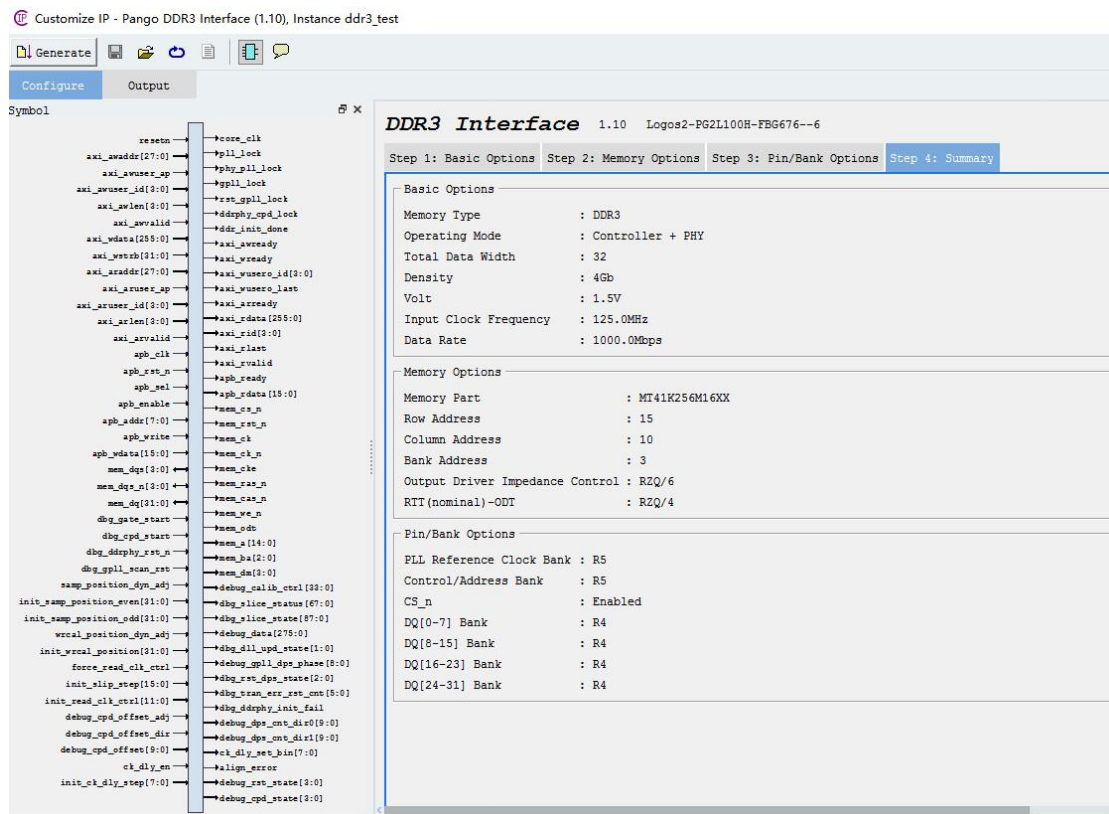 Customize IP - Pango DDR3 Interface (1.10), Instance ddr3_test
Generate
Configure Output
Symbol
resetn
axi_awaddr[27:0]
axi_awuser_ap
axi_awuser_id[3:0]
axi_awlen[3:0]
axi_awvalid
axi_wdata[255:0]
axi_wstrb[31:0]
axi_araddr[27:0]
axi_aruser_ap
axi_aruser_id[3:0]
axi_arlen[3:0]
axi_arvalid
apb_clk
apb_rst_n
apb_sel
apb_enable
apb_addr[7:0]
apb_write
apb_wdata[15:0]
mem_dqs[3:0]
mem_dqs_n[3:0]
mem_dq[31:0]
dbg_gate_start
dbg_cpd_start
dbg_ddrphy_rst_n
dbg_gpll_scan_rst
samp_position_dyn_adj
init_samp_position_even[31:0]
init_samp_position_odd[31:0]
wrcal_position_dyn_adj
init_wrcal_position[31:0]
force_read_clk_ctrl
init_slip_step[15:0]
init_read_clk_ctrl[11:0]
debug_cpd_offset_adj
debug_cpd_offset_dir
debug_cpd_offset[9:0]
ck_dly_en
init_ck_dly_step[7:0]
core_clk
pll_lock
phy_pll_lock
gpll_lock
rst_gpll_lock
ddrphy_cpd_lock
ddr_init_done
axi_awready
axi_wready
axi_wusero_id[3:0]
axi_wusero_last
axi_arready
axi_rdata[255:0]
axi_rid[3:0]
axi_rlast
axi_rvalid
apb_ready
apb_rdata[15:0]
mem_cs_n
mem_rst_n
mem_ck
mem_ck_n
mem_cke
mem_ras_n
mem_cas_n
mem_we_n
mem_odt
mem_a[14:0]
mem_ba[2:0]
mem_dm[3:0]
debug_calib_ctrl[33:0]
dbg_slice_status[67:0]
dbg_slice_state[87:0]
debug_data[275:0]
dbg_dll_upd_state[1:0]
debug_gpll_dps_phase[8:0]
dbg_rst_dps_state[2:0]
dbg_tran_err_rst_cnt[5:0]
dbg_ddrphy_init_fail
debug_dps_cnt_dir0[9:0]
debug_dps_cnt_dir1[9:0]
ck_dly_set_bin[7:0]
align_error
debug_rst_state[3:0]
debug_cpd_state[3:0]
DDR3 Interface 1.10 Logos2-PG2L100H-FBG676--6
Step 1: Basic Options Step 2: Memory Options Step 3: Pin/Bank Options Step 4: Summary
Basic Options
Memory Type : DDR3
Operating Mode : Controller + PHY
Total Data Width : 32
Density : 4Gb
Volt : 1.5V
Input Clock Frequency : 125.0MHz
Data Rate : 1000.0Mbps
Memory Options
Memory Part : MT41K256M16XX
Row Address : 15
Column Address : 10
Bank Address : 3
Output Driver Impedance Control : RZQ/6
RTT(nominal)-ODT : RZQ/4
Pin/Bank Options
PLL Reference Clock Bank : R5
Control/Address Bank : R5
CS_n : Enabled
DQ[0-7] Bank : R4
DQ[8-15] Bank : R4
DQ[16-23] Bank : R4
DQ[24-31] Bank : R4